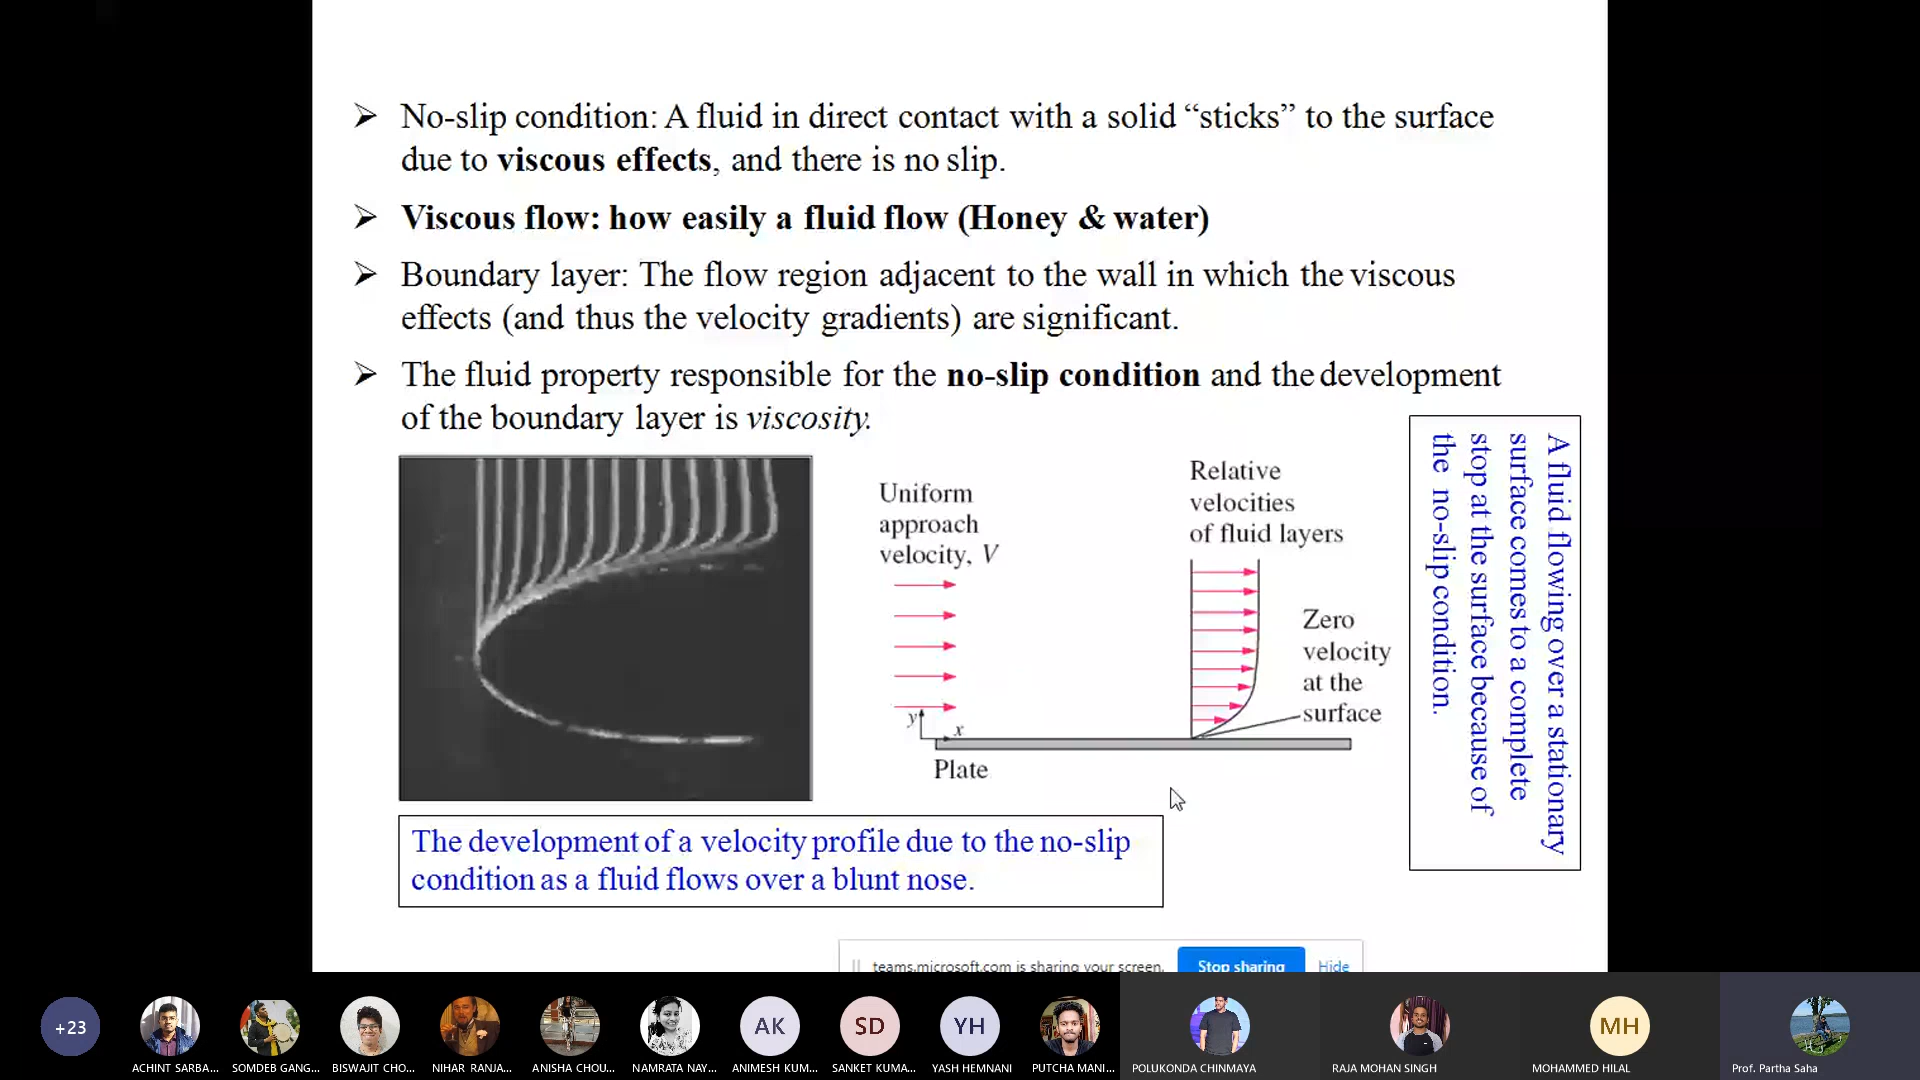 ➢ No-slip condition: A fluid in direct contact with a solid “sticks” to the surface
due to viscous effects, and there is no slip.
➢ Viscous flow: how easily a fluid flow (Honey & water)
➢ Boundary layer: The flow region adjacent to the wall in which the viscous
effects (and thus the velocity gradients) are significant.
➢ The fluid property responsible for the no-slip condition and the development
of the boundary layer is viscosity.
Uniform
approach
velocity, V
Relative
velocities
of fluid layers
Zero
velocity
at the
surface
y
x
Plate
A fluid flowing over a stationary
surface comes to a complete
stop at the surface because of
the no-slip condition.
The development of a velocity profile due to the no-slip
condition as a fluid flows over a blunt nose.
teams.microsoft.com is sharing your screen. Stop sharing Hide
+23
AK
SD
YH
MH
ACHINT SARBA...
SOMDEB GANG...
BISWAJIT CHO...
NIHAR RANJA...
ANISHA CHOU...
NAMRATA NAY...
ANIMESH KUM...
SANKET KUMA...
YASH HEMNANI
PUTCHA MANI...
POLUKONDA CHINMAYA
RAJA MOHAN SINGH
MOHAMMED HILAL
Prof. Partha Saha